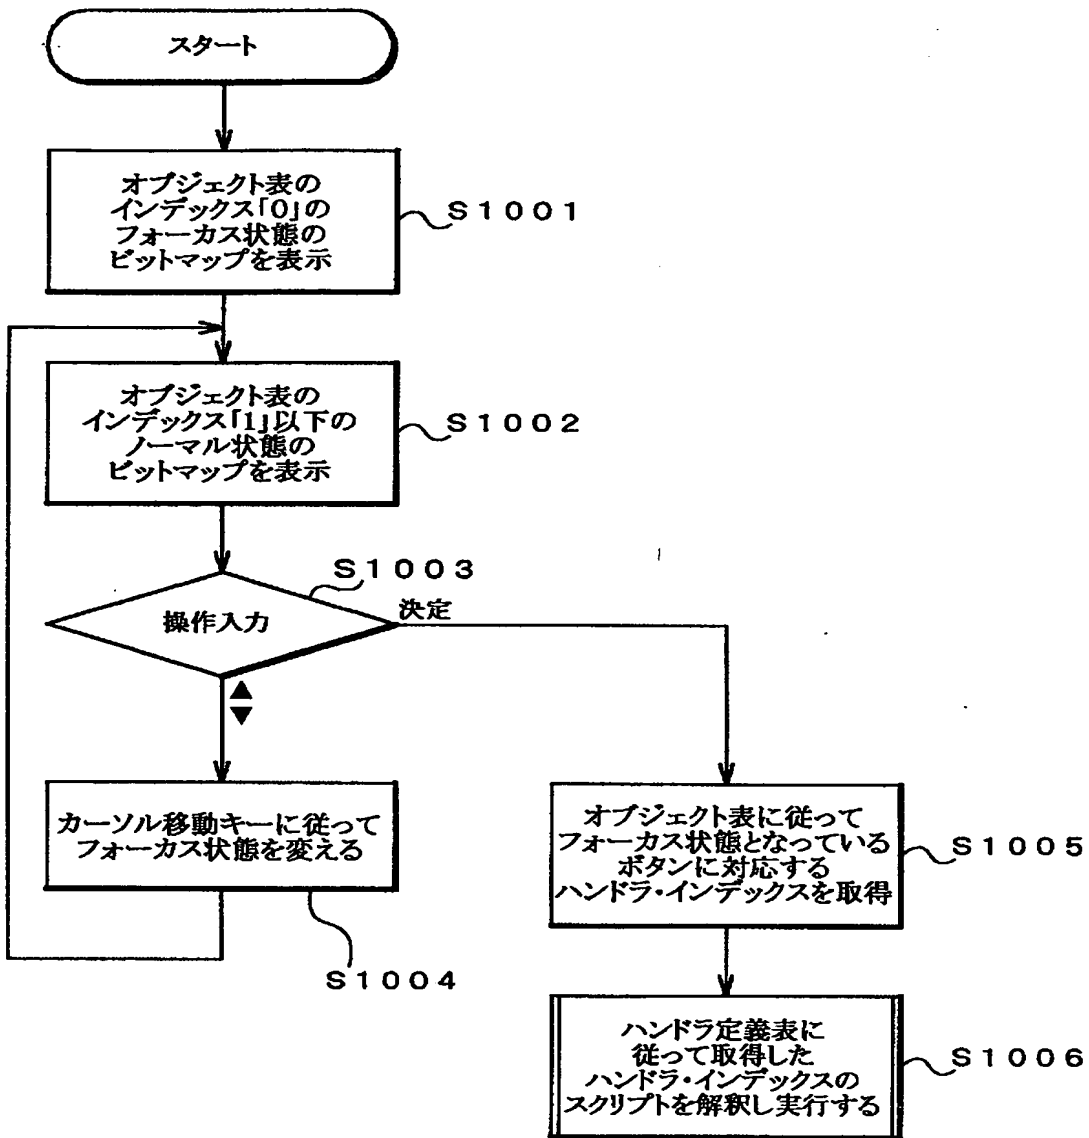 スタート
オブジェクト表の
インデックス「0」の
フォーカス状態の
ビットマップを表示
S1001
オブジェクト表の
インデックス「1」以下の
ノーマル状態の
ビットマップを表示
S1002
S1003
操作入力
決定
▲
▼
カーソル移動キーに従って
フォーカス状態を変える
S1004
オブジェクト表に従って
フォーカス状態となっている
ボタンに対応する
ハンドラ・インデックスを取得
S1005
ハンドラ定義表に
従って取得した
ハンドラ・インデックスの
スクリプトを解釈し実行する
S1006